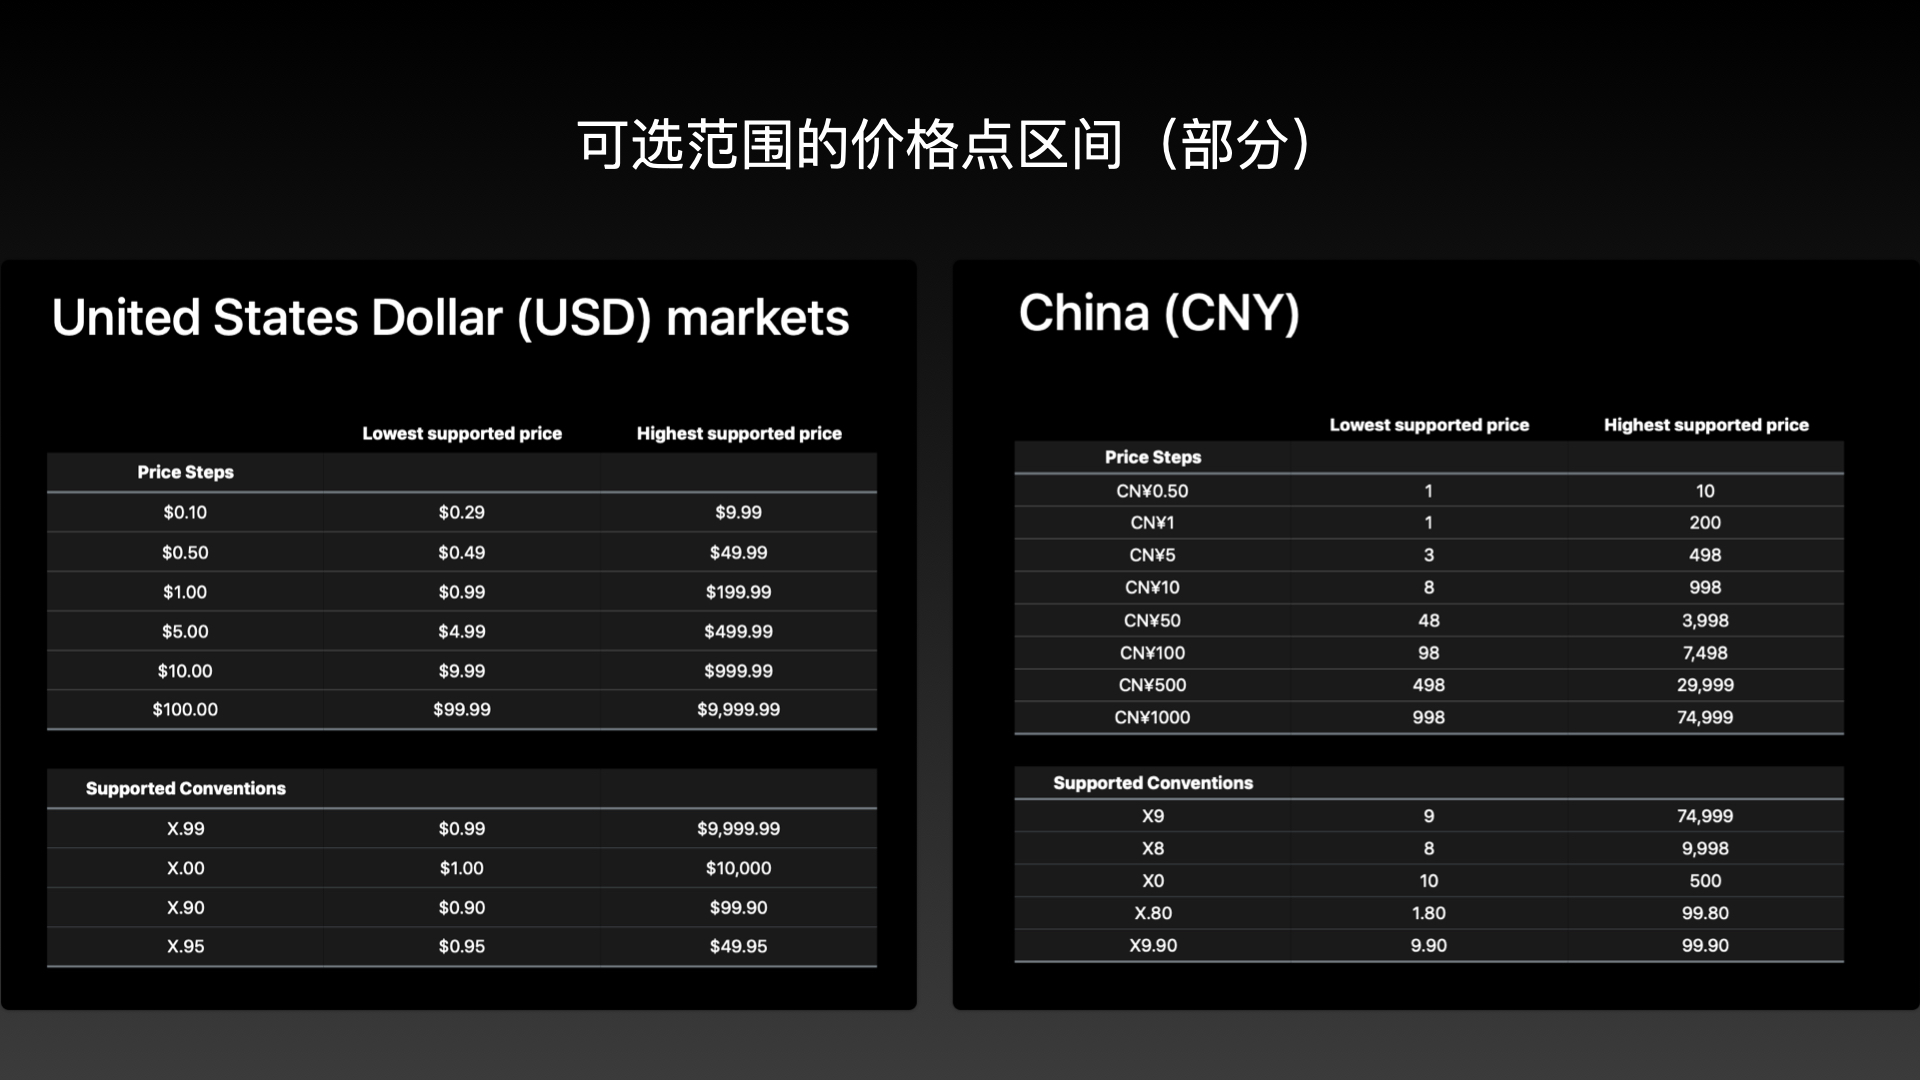 可选范围的价格点区间（部分）
United States Dollar (USD) markets
Lowest supported price Highest supported price
Price Steps
$0.10 $0.29 $9.99
$0.50 $0.49 $49.99
$1.00 $0.99 $199.99
$5.00 $4.99 $499.99
$10.00 $9.99 $999.99
$100.00 $99.99 $9,999.99
Supported Conventions
X.99 $0.99 $9,999.99
X.00 $1.00 $10,000
X.90 $0.90 $99.90
X.95 $0.95 $49.95
China (CNY)
Lowest supported price Highest supported price
Price Steps
CN¥0.50 1 10
CN¥1 1 200
CN¥5 3 498
CN¥10 8 998
CN¥50 48 3,998
CN¥100 98 7,498
CN¥500 498 29,999
CN¥1000 998 74,999
Supported Conventions
X9 9 74,999
X8 8 9,998
X0 10 500
X.80 1.80 99.80
X9.90 9.90 99.90